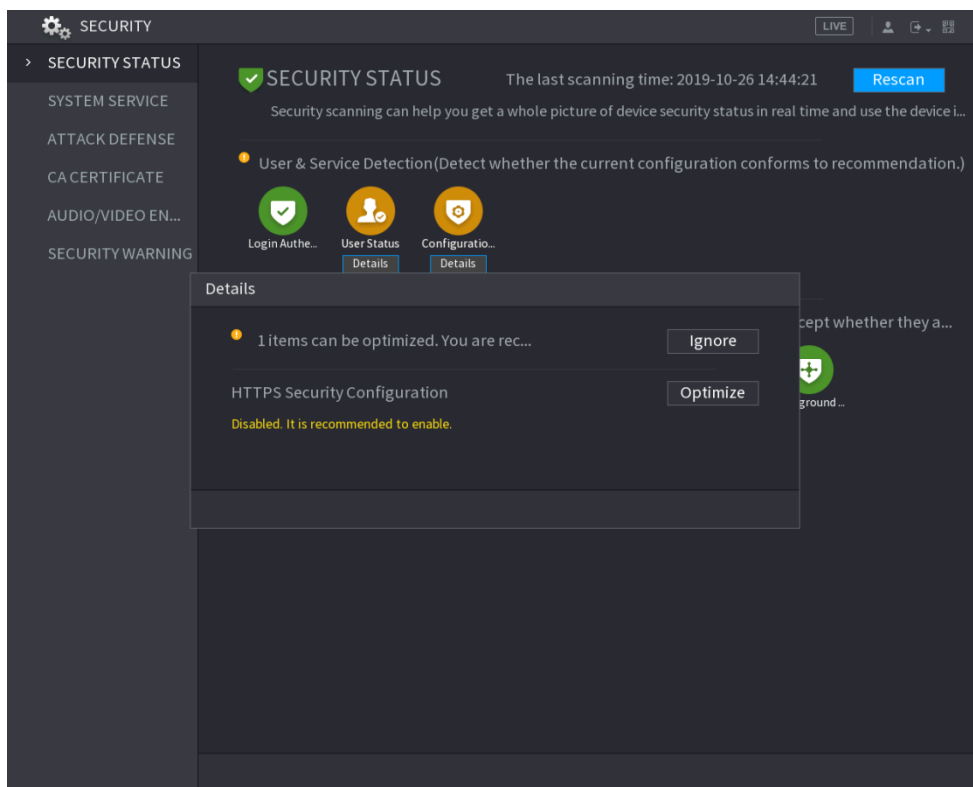 SECURITY
LIVE
SECURITY STATUS
SYSTEM SERVICE
ATTACK DEFENSE
CA CERTIFICATE
AUDIO/VIDEO EN...
SECURITY WARNING
SECURITY STATUS
The last scanning time: 2019-10-26 14:44:21
Rescan
Security scanning can help you get a whole picture of device security status in real time and use the device i...
User & Service Detection(Detect whether the current configuration conforms to recommendation.)
Login Authe...
User Status
Configuratio...
Details
Details
cept whether they a...
ground...
Details
1 items can be optimized. You are rec...
Ignore
HTTPS Security Configuration
Optimize
Disabled. It is recommended to enable.